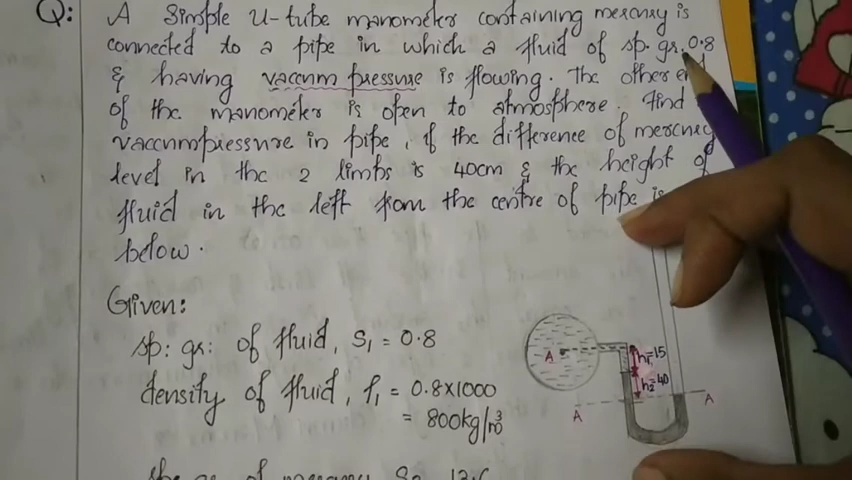 Q: A Simple U-tube manometer containing mercury is
connected to a pipe in which a fluid of sp. gr. 0.8
& having vaccum pressure is flowing. The other end
of the manometer is open to atmosphere. Find
vaccum pressure in pipe, if the difference of mercury
level in the 2 limbs is 40cm & the height of
fluid in the left from the centre of pipe is
below.
Given:
sp: gr: of fluid, S₁ = 0.8
density of fluid, ρ₁ = 0.8×1000
= 800kg/m³
A
h₁=15
h₂=40
A
A